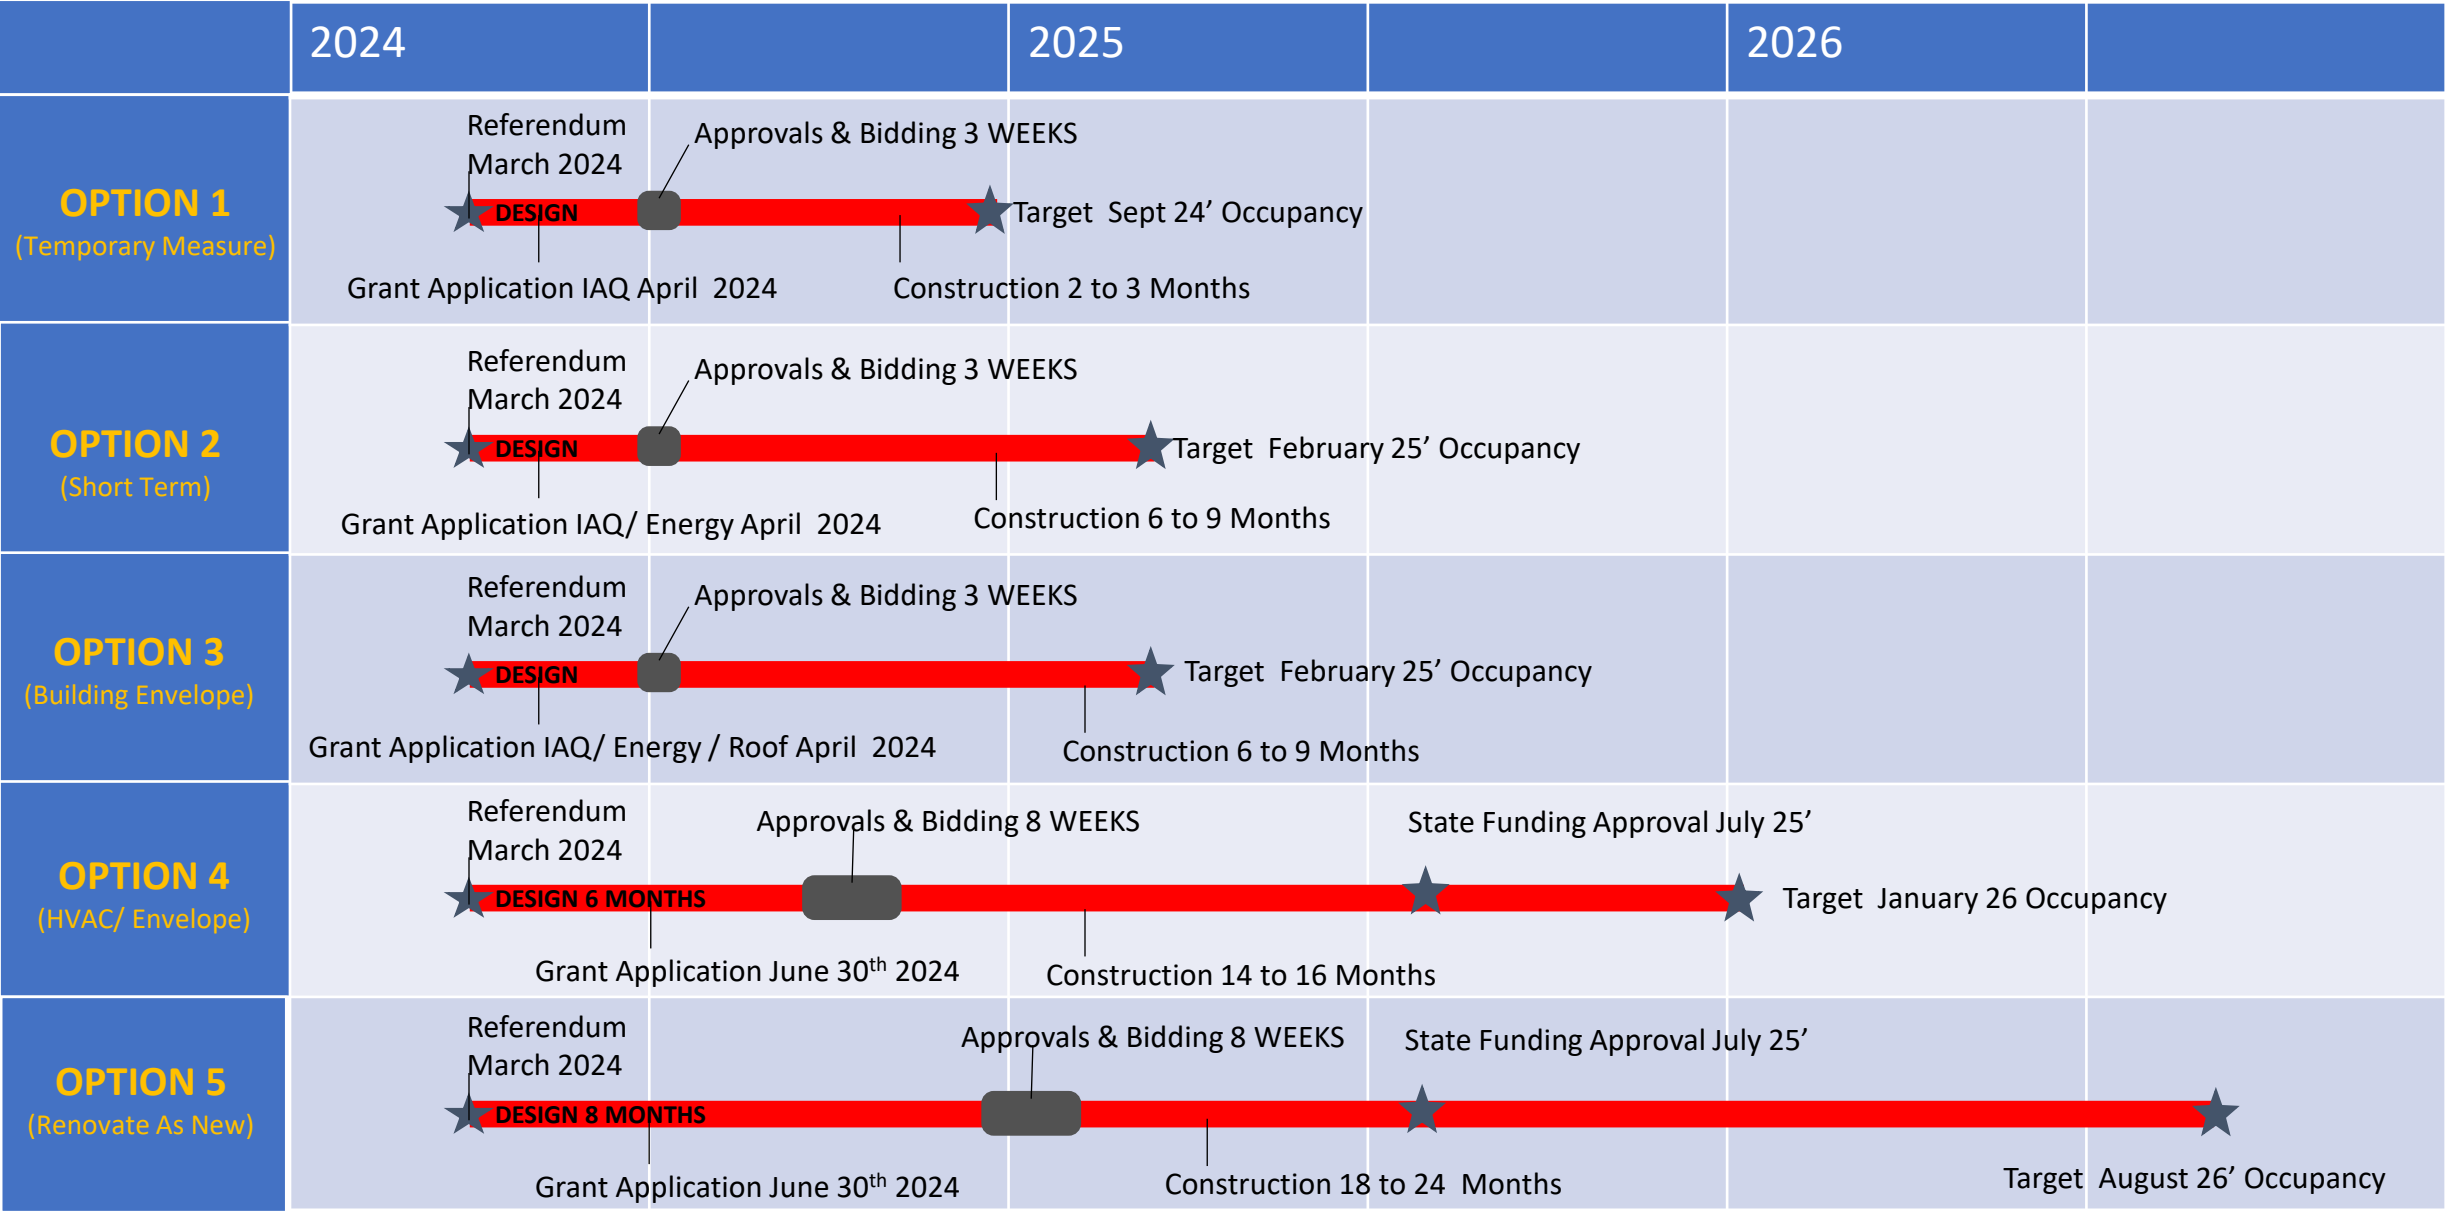 2024 2025 2026
OPTION 1
(Temporary Measure)
Referendum
March 2024
Approvals & Bidding 3 WEEKS
DESIGN
Target Sept 24’ Occupancy
Grant Application IAQ April 2024
Construction 2 to 3 Months
OPTION 2
(Short Term)
Referendum
March 2024
Approvals & Bidding 3 WEEKS
DESIGN
Target February 25’ Occupancy
Grant Application IAQ/ Energy April 2024
Construction 6 to 9 Months
OPTION 3
(Building Envelope)
Referendum
March 2024
Approvals & Bidding 3 WEEKS
DESIGN
Target February 25’ Occupancy
Grant Application IAQ/ Energy / Roof April 2024
Construction 6 to 9 Months
OPTION 4
(HVAC/ Envelope)
Referendum
March 2024
Approvals & Bidding 8 WEEKS
State Funding Approval July 25’
DESIGN 6 MONTHS
Target January 26 Occupancy
Grant Application June 30th 2024
Construction 14 to 16 Months
OPTION 5
(Renovate As New)
Referendum
March 2024
Approvals & Bidding 8 WEEKS
State Funding Approval July 25’
DESIGN 8 MONTHS
Grant Application June 30th 2024
Construction 18 to 24 Months
Target August 26’ Occupancy